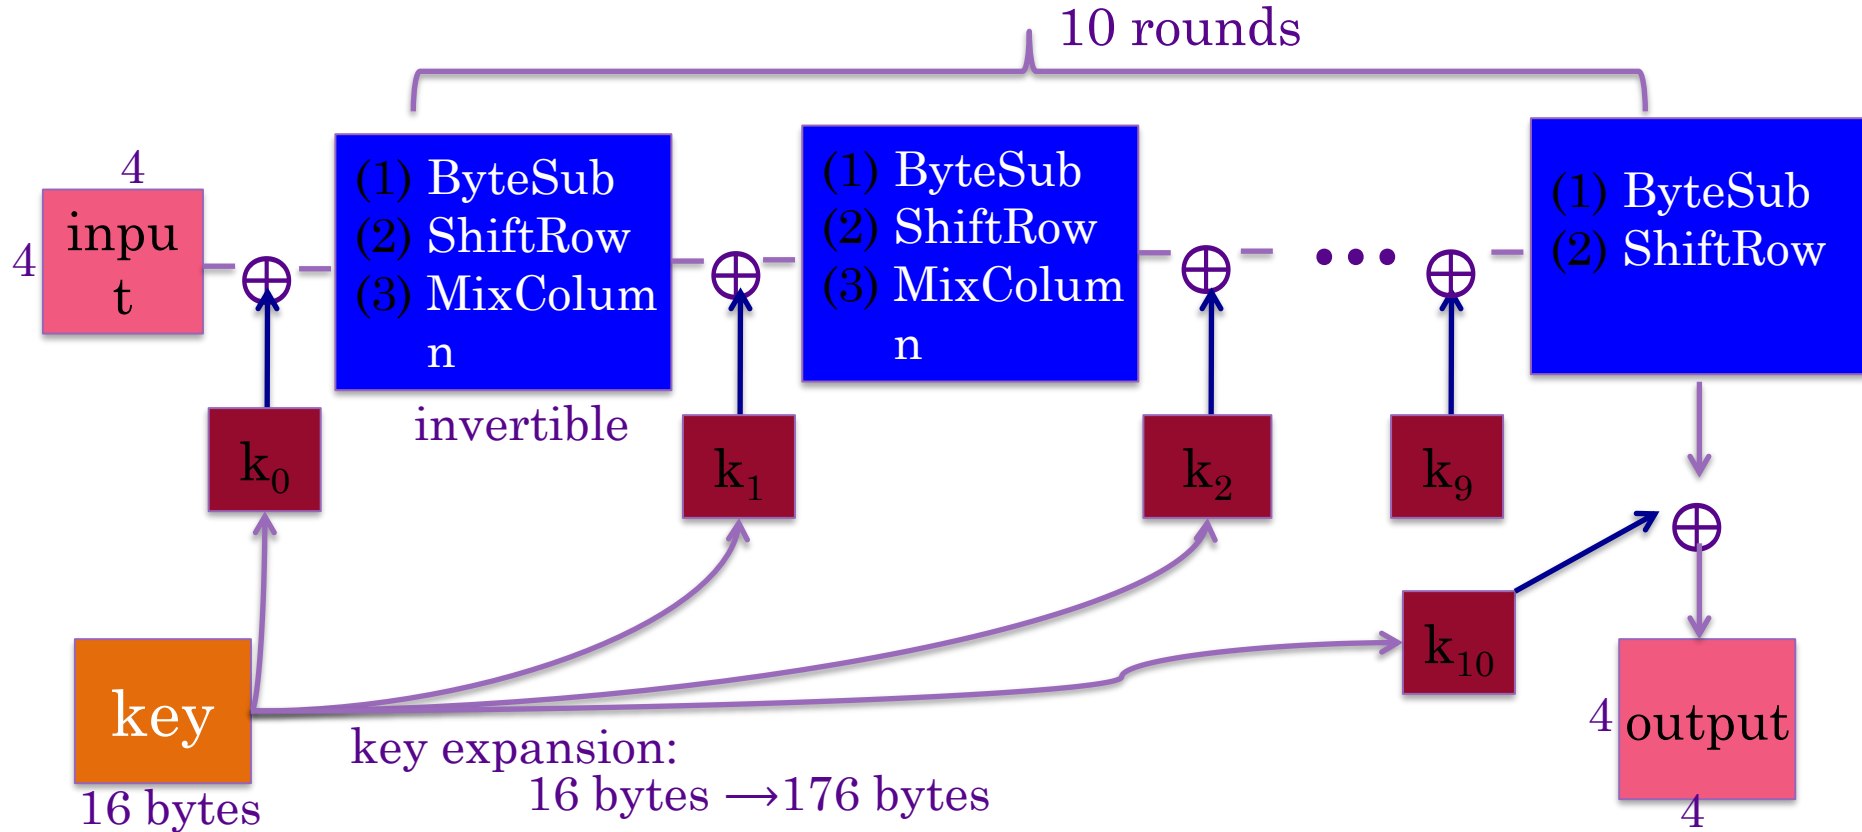 10 rounds
4
4
inpu
t
(1) ByteSub
(2) ShiftRow
(3) MixColum
n
invertible
(1) ByteSub
(2) ShiftRow
(3) MixColum
n
•••
(1) ByteSub
(2) ShiftRow
k₀
k₁
k₂
k₉
k₁₀
key
16 bytes
key expansion:
16 bytes ⟶176 bytes
4
output
4